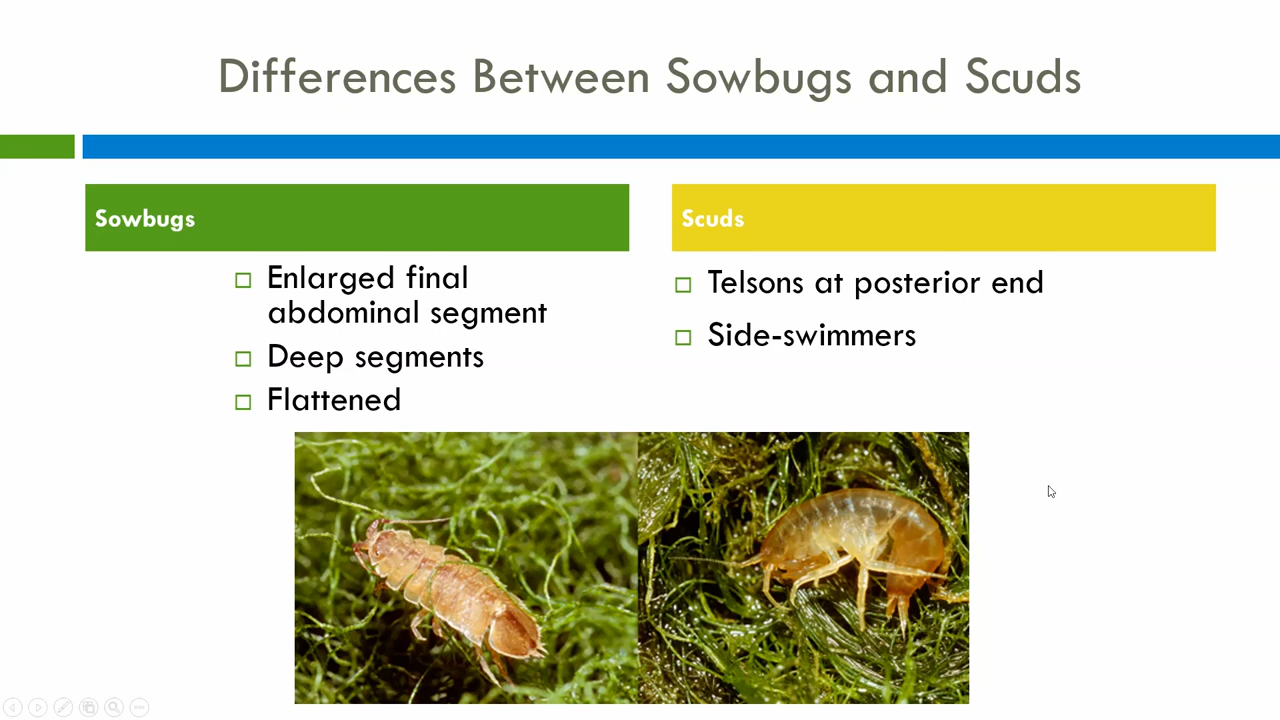 Differences Between Sowbugs and Scuds
Sowbugs
Enlarged final
abdominal segment
Deep segments
Flattened
Scuds
Telsons at posterior end
Side-swimmers